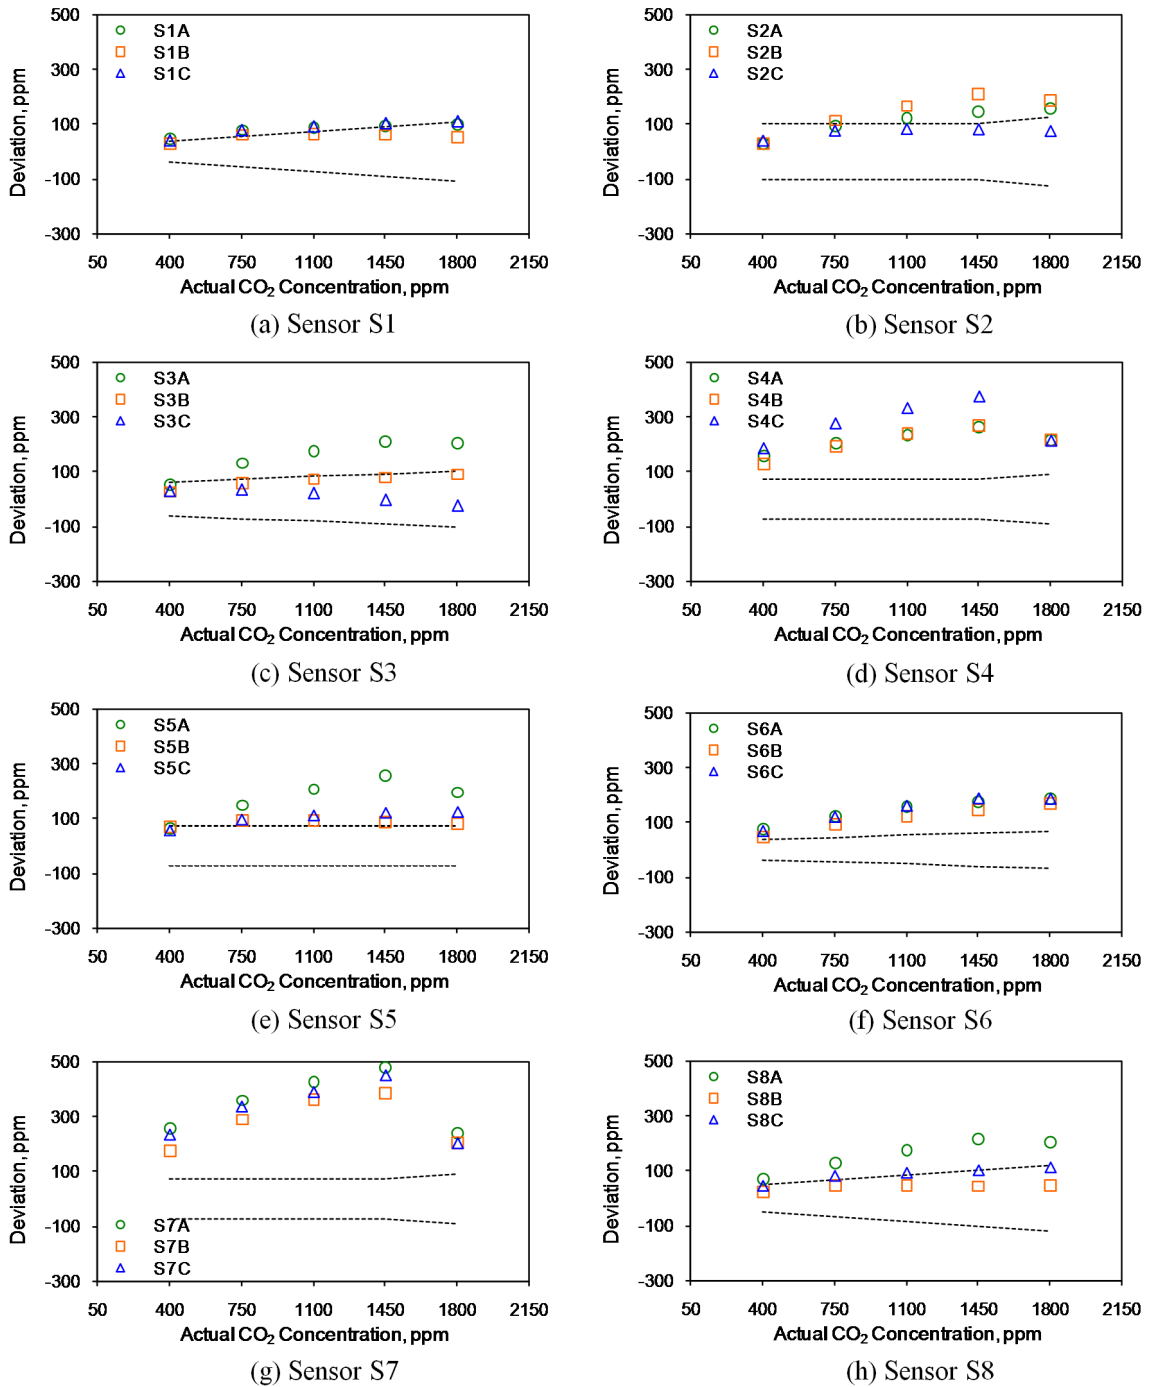 500
300
100
-100
-300
Deviation, ppm
S1A
S1B
S1C
50 400 750 1100 1450 1800 2150
Actual CO2 Concentration, ppm
(a) Sensor S1
500
300
100
-100
-300
Deviation, ppm
S2A
S2B
S2C
50 400 750 1100 1450 1800 2150
Actual CO2 Concentration, ppm
(b) Sensor S2
500
300
100
-100
-300
Deviation, ppm
S3A
S3B
S3C
50 400 750 1100 1450 1800 2150
Actual CO2 Concentration, ppm
(c) Sensor S3
500
300
100
-100
-300
Deviation, ppm
S4A
S4B
S4C
50 400 750 1100 1450 1800 2150
Actual CO2 Concentration, ppm
(d) Sensor S4
500
300
100
-100
-300
Deviation, ppm
S5A
S5B
S5C
50 400 750 1100 1450 1800 2150
Actual CO2 Concentration, ppm
(e) Sensor S5
500
300
100
-100
-300
Deviation, ppm
S6A
S6B
S6C
50 400 750 1100 1450 1800 2150
Actual CO2 Concentration, ppm
(f) Sensor S6
500
300
100
-100
-300
Deviation, ppm
S7A
S7B
S7C
50 400 750 1100 1450 1800 2150
Actual CO2 Concentration, ppm
(g) Sensor S7
500
300
100
-100
-300
Deviation, ppm
S8A
S8B
S8C
50 400 750 1100 1450 1800 2150
Actual CO2 Concentration, ppm
(h) Sensor S8